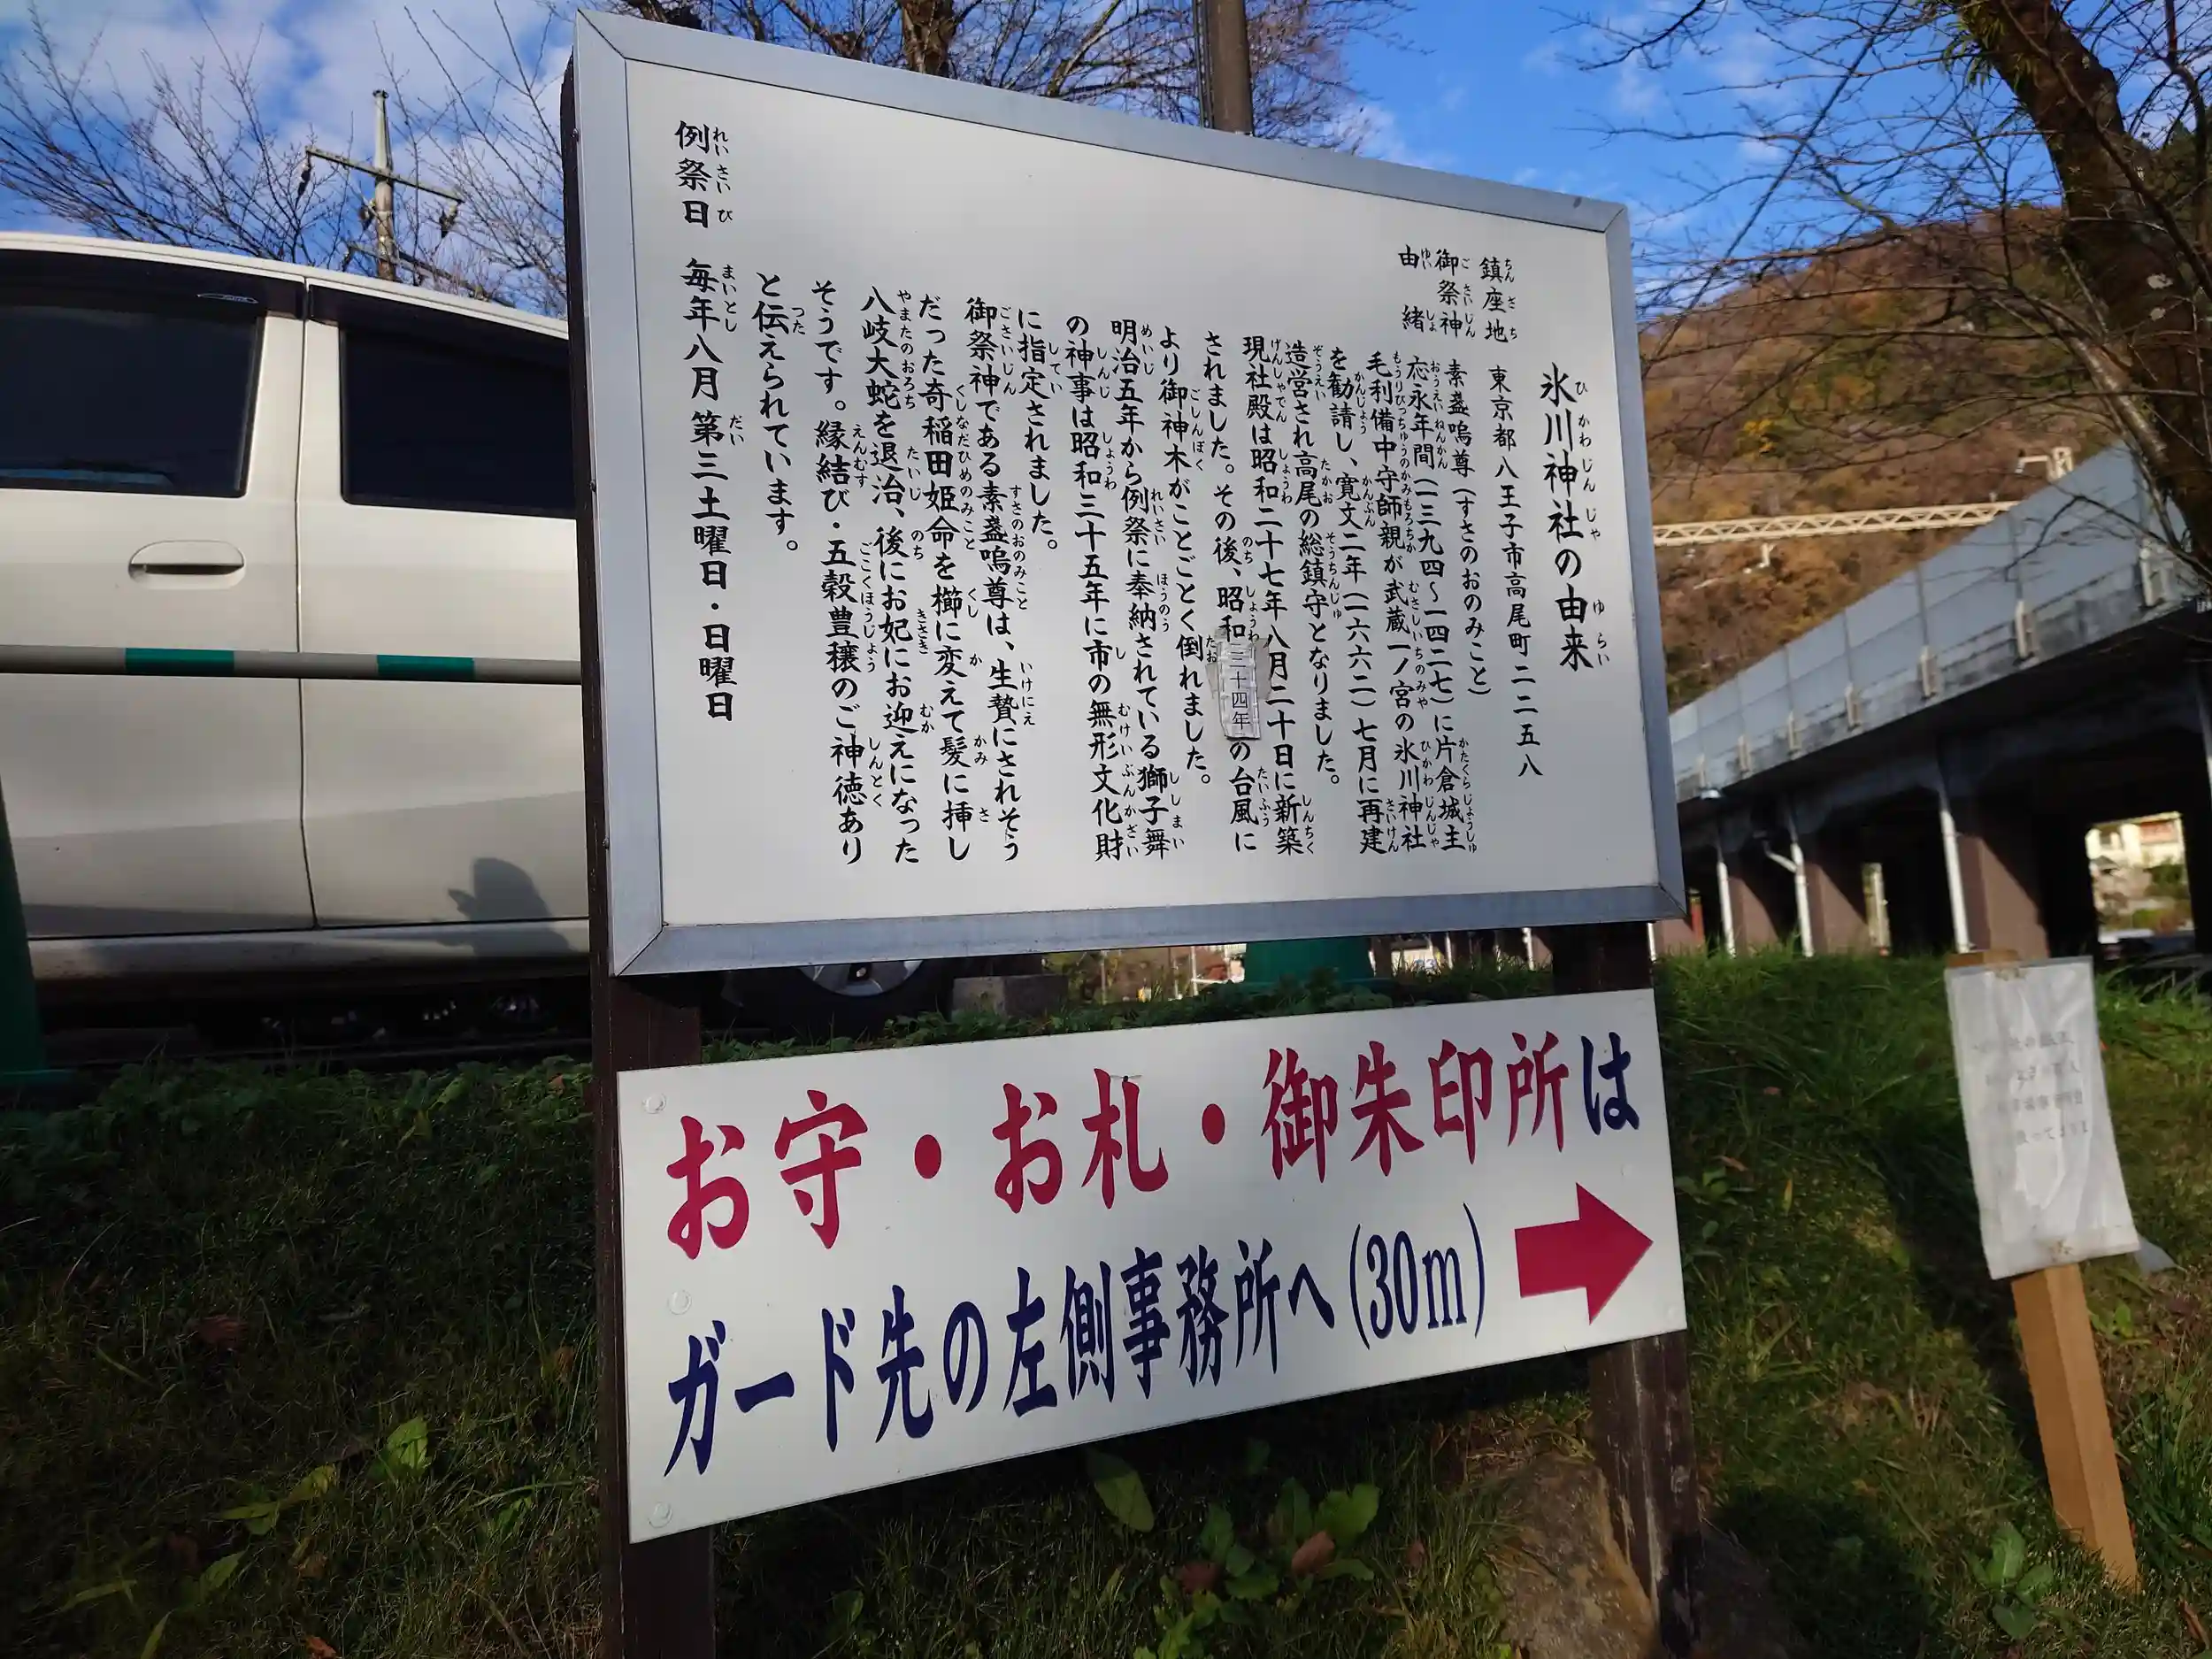 氷川神社の由来
鎮座地　東京都八王子市高尾町二二五八
御祭神　素盞嗚尊（すさのおのみこと）
由緒　応永年間（一三九四～一四二七）に片倉城主
毛利備中守師親が武蔵一ノ宮の氷川神社
を勧請し、寛文二年（一六六二）七月に再建
造営され高尾の総鎮守となりました。
現社殿は昭和二十七年八月二十日に新築
されました。その後、昭和三十四年の台風に
より御神木がことごとく倒れました。
明治五年から例祭に奉納されている獅子舞
の神事は昭和三十五年に市の無形文化財
に指定されました。
御祭神である素盞嗚尊は、生贄にされそう
だった奇稲田姫命を櫛に変えて髪に挿し
八岐大蛇を退治、後にお妃にお迎えになった
そうです。縁結び・五穀豊穰のご神徳あり
と伝えられています。
例祭日　毎年八月第三土曜日・日曜日
お守・お札・御朱印所は
ガード先の左側事務所へ(30m)